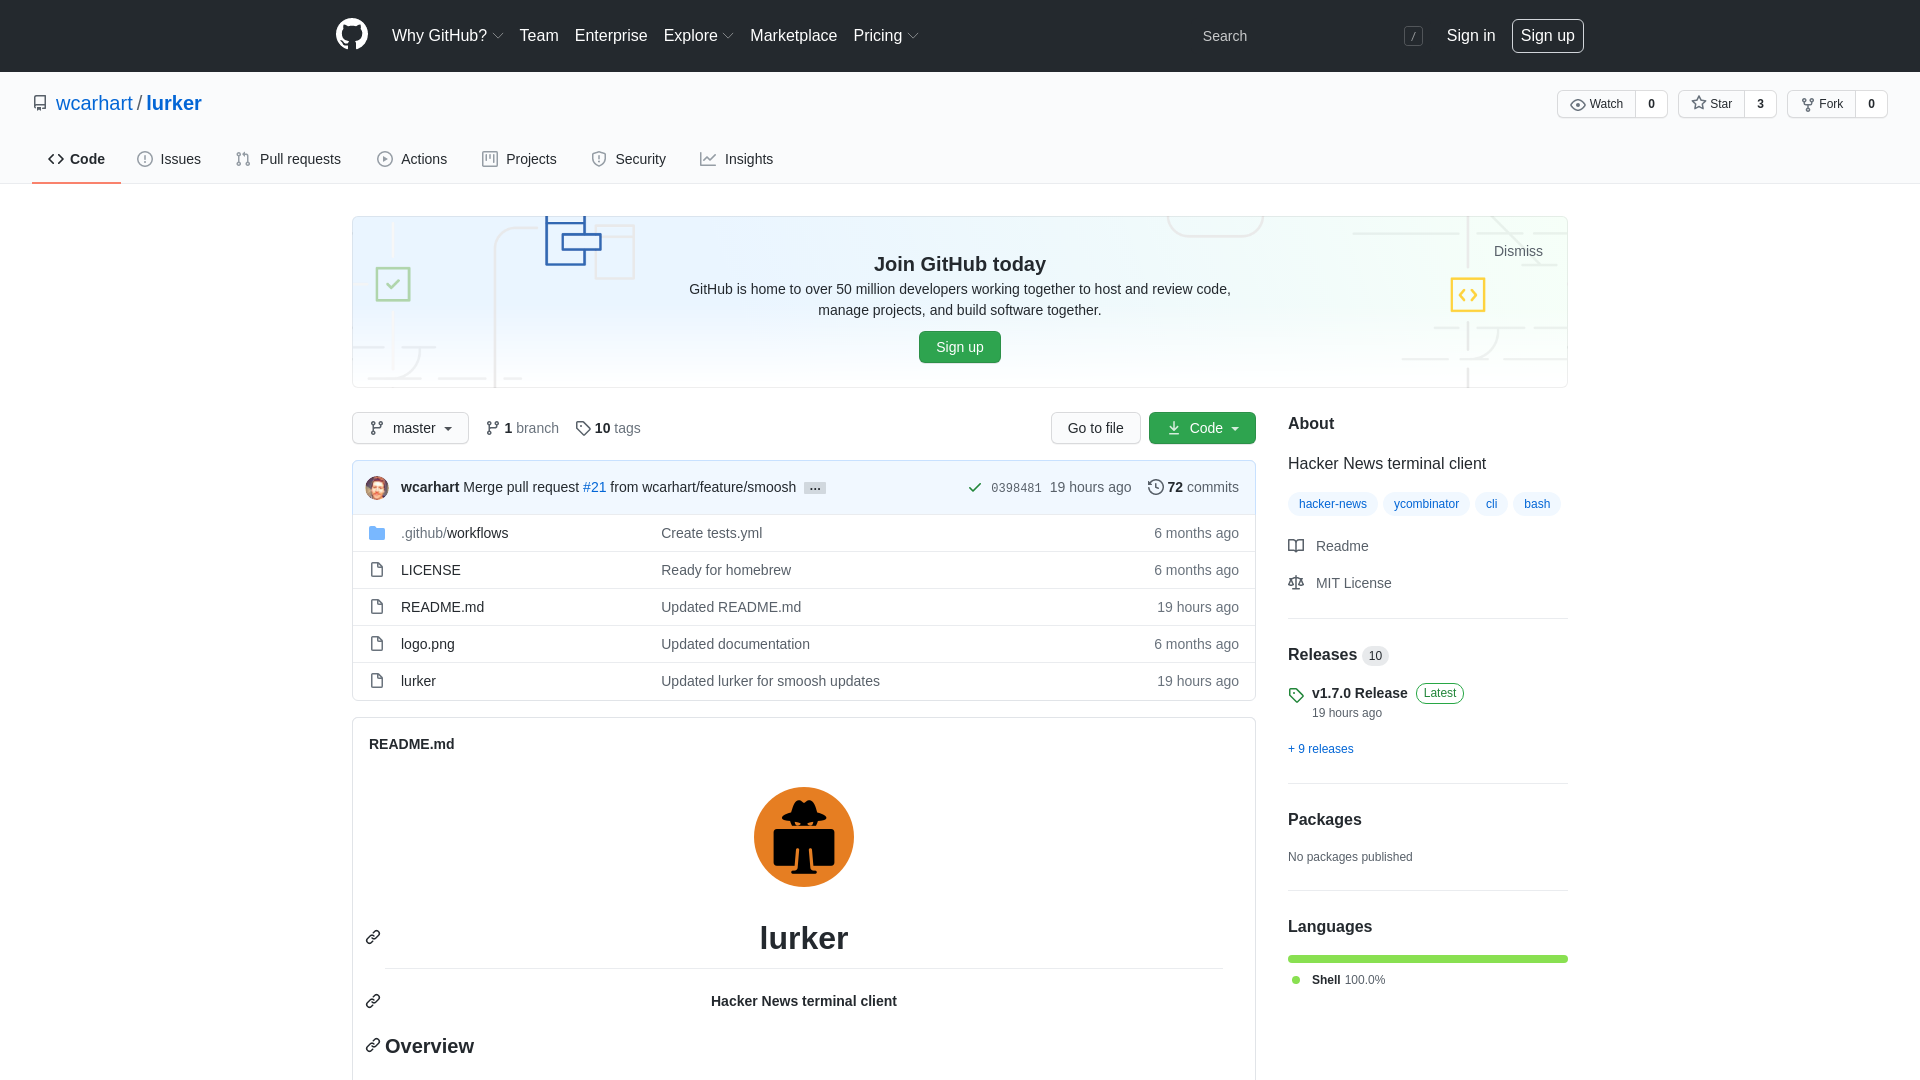 Why GitHub? Team Enterprise Explore Marketplace Pricing Search / Sign in Sign up
wcarhart / lurker Watch 0 Star 3 Fork 0
Code Issues Pull requests Actions Projects Security Insights
Dismiss
Join GitHub today
GitHub is home to over 50 million developers working together to host and review code,
manage projects, and build software together.
Sign up
master 1 branch 10 tags Go to file Code
wcarhart Merge pull request #21 from wcarhart/feature/smoosh … 0398481 19 hours ago 72 commits
.github/workflows Create tests.yml 6 months ago
LICENSE Ready for homebrew 6 months ago
README.md Updated README.md 19 hours ago
logo.png Updated documentation 6 months ago
lurker Updated lurker for smoosh updates 19 hours ago
README.md
lurker
Hacker News terminal client
Overview
About
Hacker News terminal client
hacker-news ycombinator cli bash
Readme
MIT License
Releases 10
v1.7.0 Release Latest
19 hours ago
+ 9 releases
Packages
No packages published
Languages
Shell 100.0%